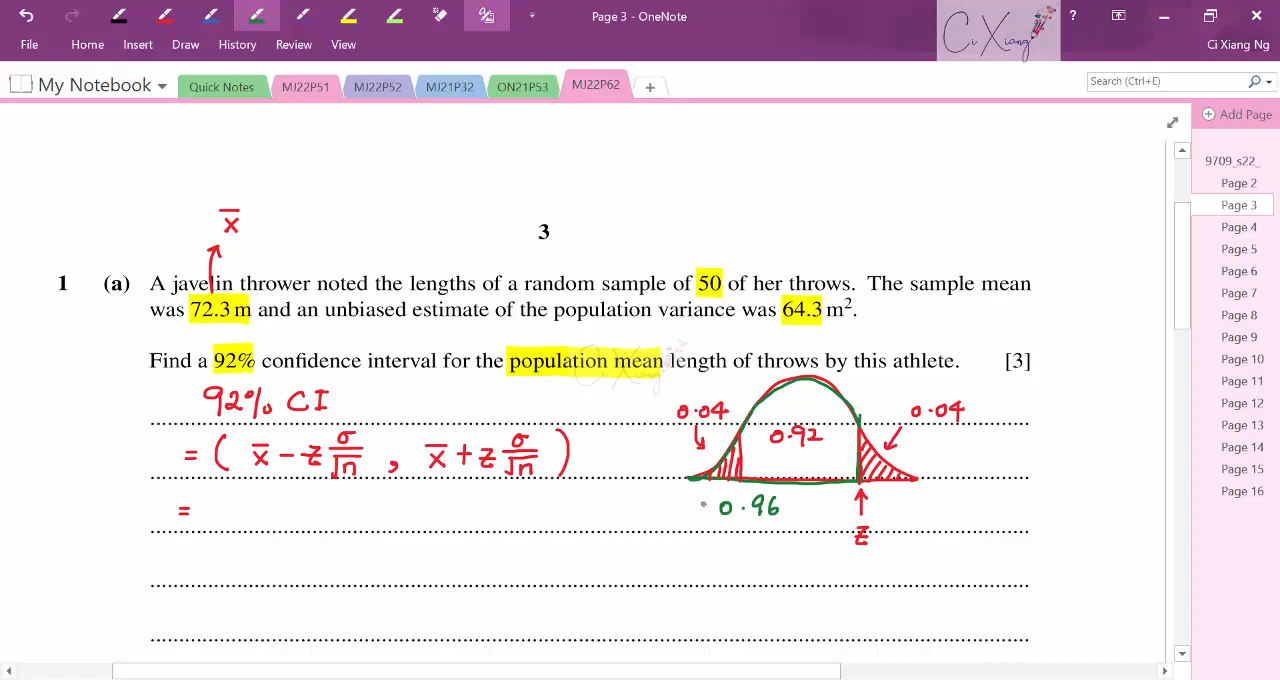 Page 3 - OneNote
Ci Xiang
?
File Home Insert Draw History Review View
Ci Xiang Ng
My Notebook Quick Notes MJ22P51 MJ22P52 MJ21P32 ON21P53 MJ22P62 +
Search (Ctrl+E)
Add Page
9709_s22_
Page 2
Page 3
Page 4
Page 5
Page 6
Page 7
Page 8
Page 9
Page 10
Page 11
Page 12
Page 13
Page 14
Page 15
Page 16
x̄
3
1 (a) A javelin thrower noted the lengths of a random sample of 50 of her throws. The sample mean
was 72.3 m and an unbiased estimate of the population variance was 64.3 m².
Find a 92% confidence interval for the population mean length of throws by this athlete. [3]
Ci Xiang
92% CI
= ( x̄ − z σ/√n , x̄ + z σ/√n )
=
0.04 0.92 0.04
0.96
z